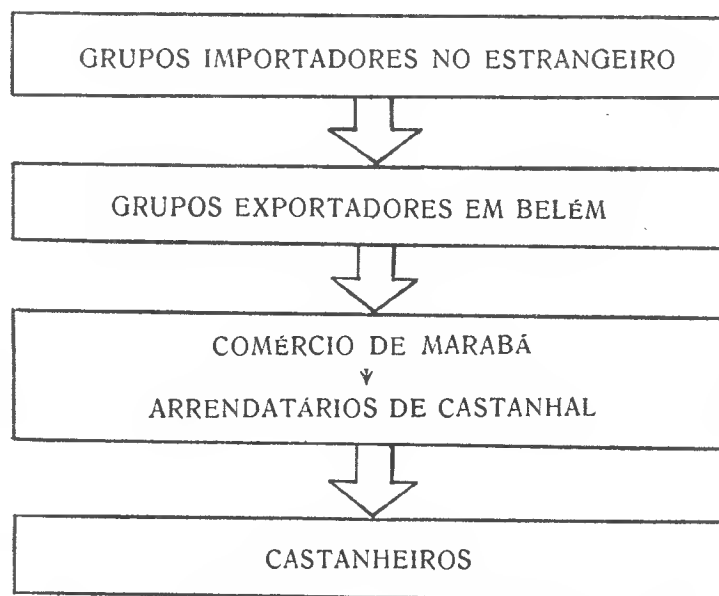 GRUPOS IMPORTADORES NO ESTRANGEIRO
GRUPOS EXPORTADORES EM BELÉM
COMÉRCIO DE MARABÁ
ARRENDATÁRIOS DE CASTANHAL
CASTANHEIROS